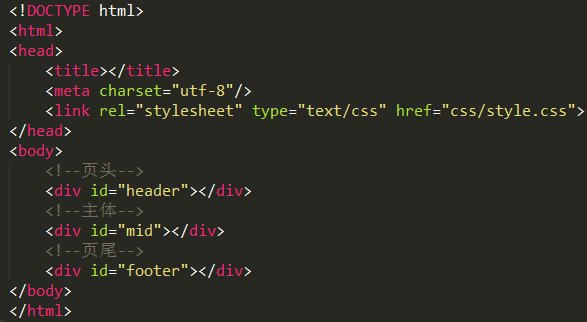 <!DOCTYPE html>
<html>
<head>
<title></title>
<meta charset="utf-8"/>
<link rel="stylesheet" type="text/css" href="css/style.css">
</head>
<body>
<!--页头-->
<div id="header"></div>
<!--主体-->
<div id="mid"></div>
<!--页尾-->
<div id="footer"></div>
</body>
</html>